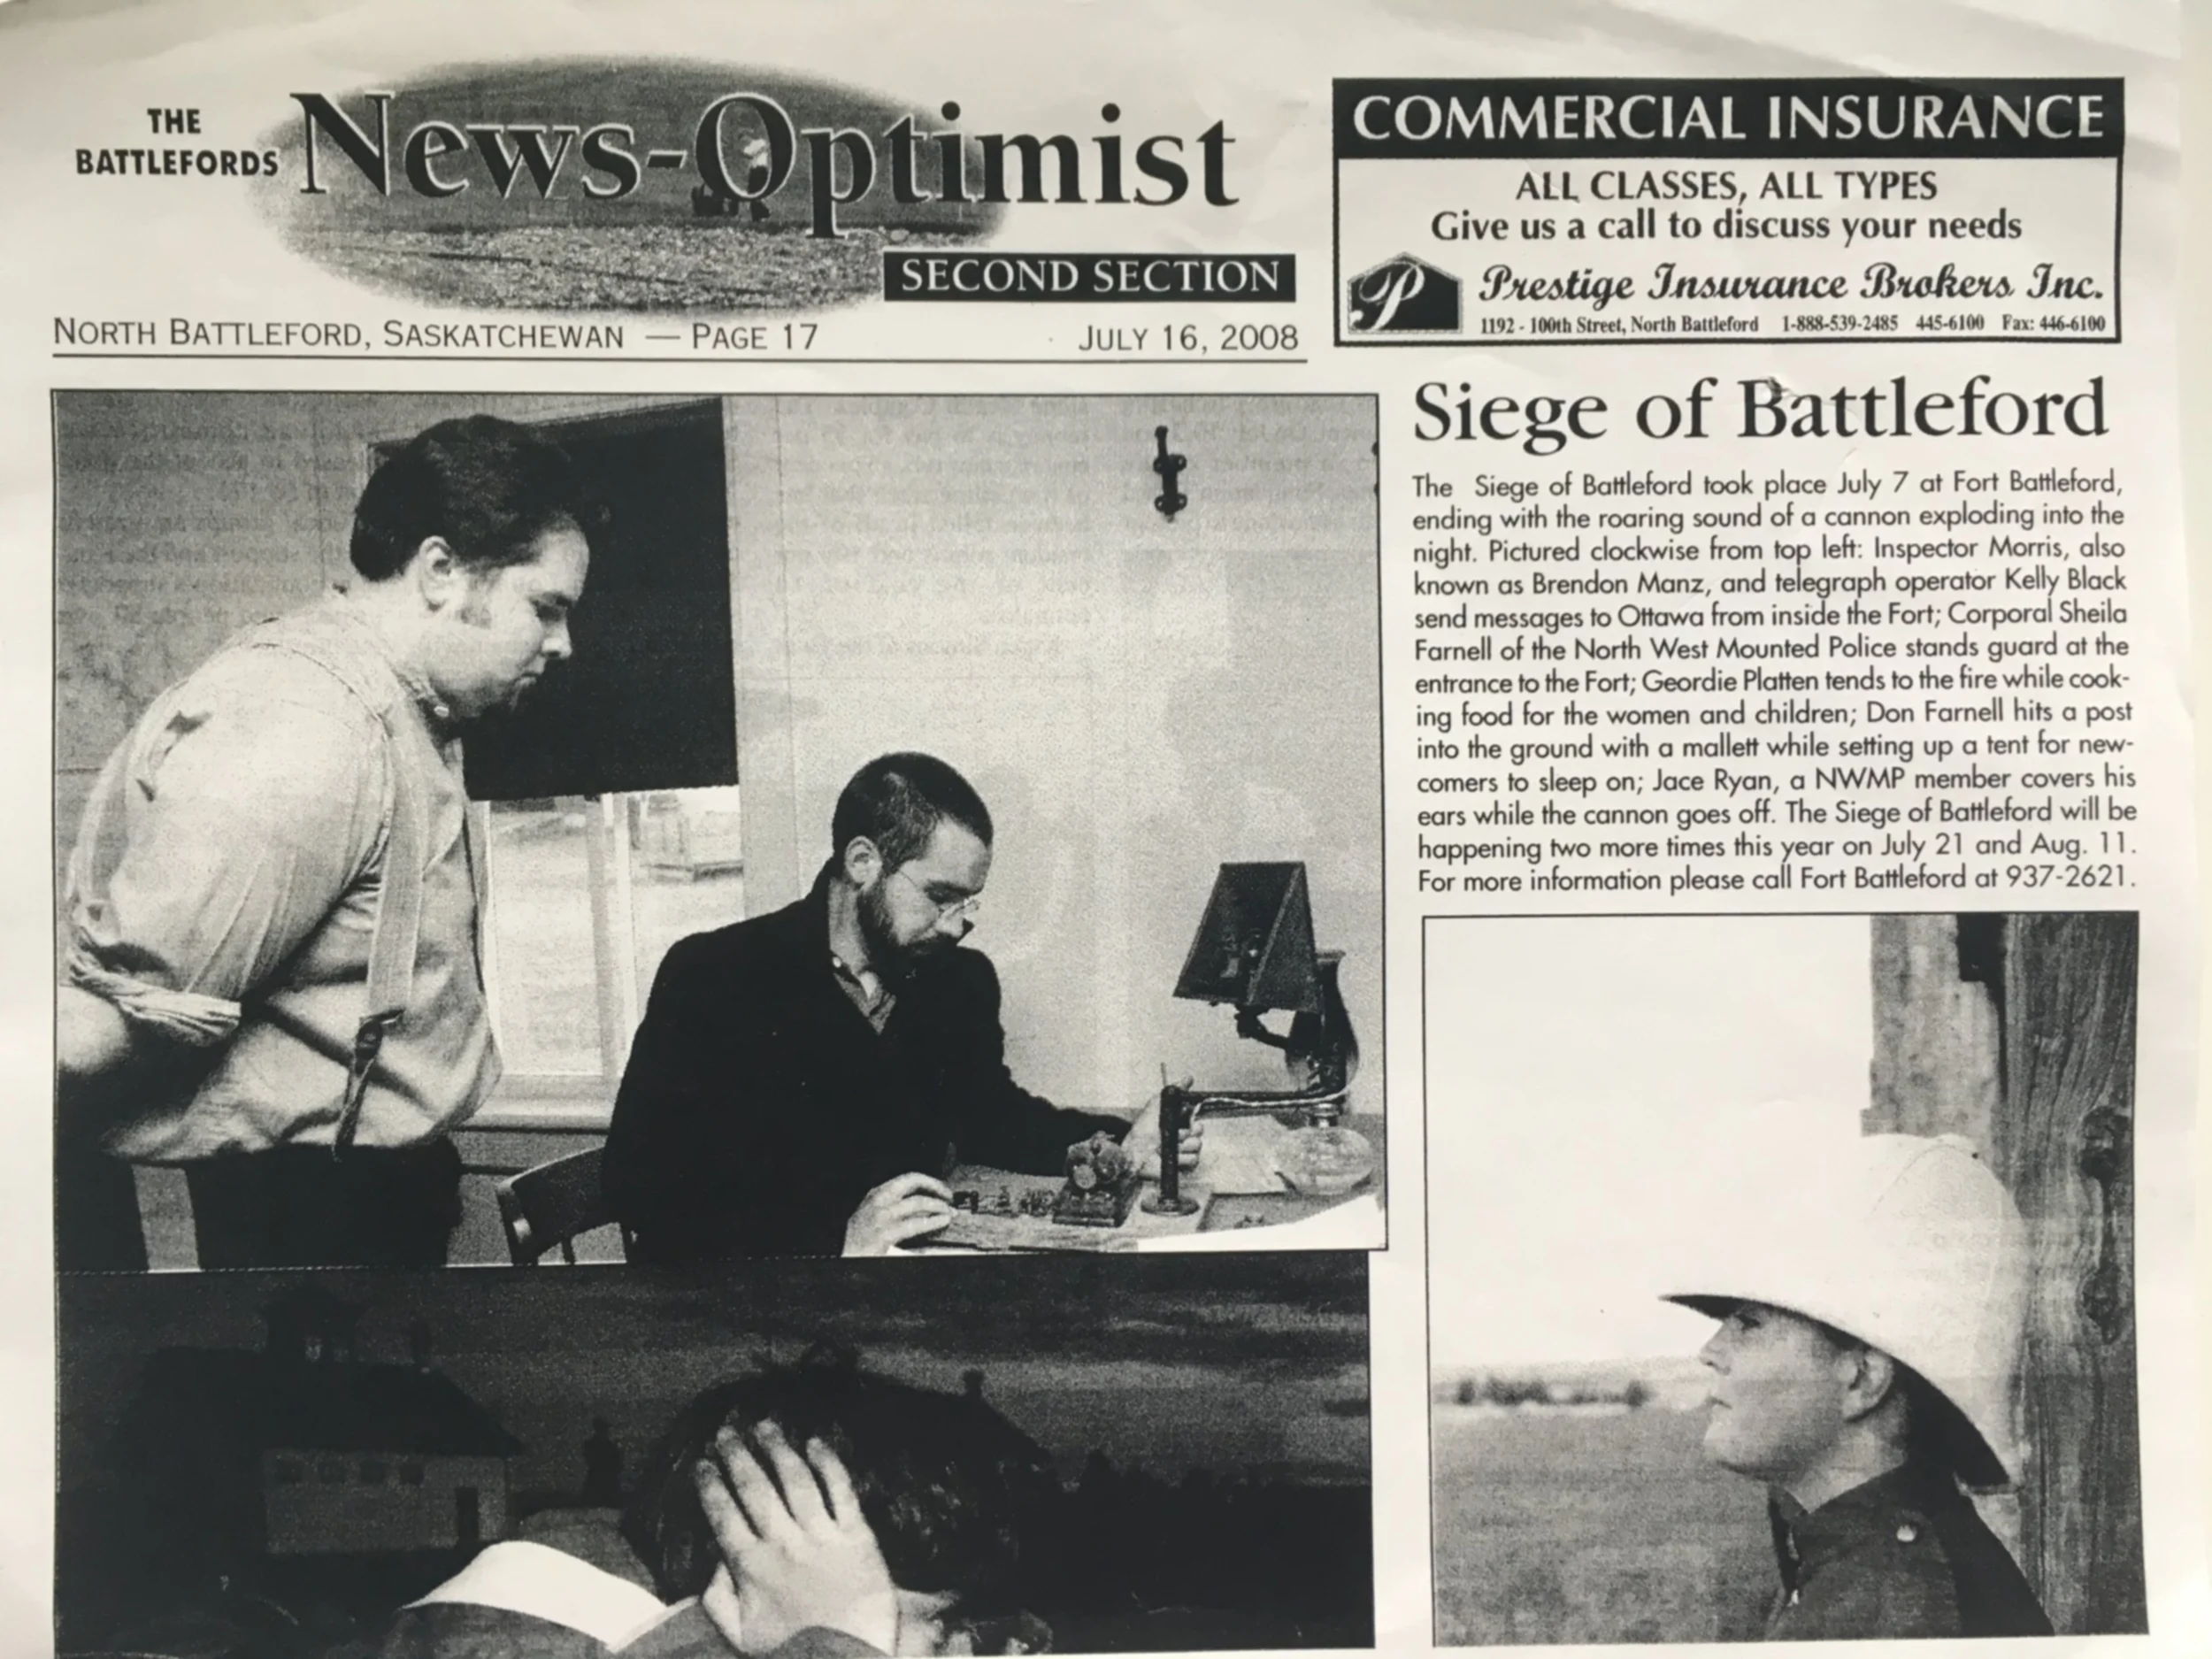 THE
BATTLEFORDS
News-Optimist
SECOND SECTION
NORTH BATTLEFORD, SASKATCHEWAN — PAGE 17
JULY 16, 2008
COMMERCIAL INSURANCE
ALL CLASSES, ALL TYPES
Give us a call to discuss your needs
P
Prestige Insurance Brokers Inc.
1192 - 100th Street, North Battleford 1-888-539-2485 445-6100 Fax: 446-6100
Siege of Battleford
The Siege of Battleford took place July 7 at Fort Battleford,
ending with the roaring sound of a cannon exploding into the
night. Pictured clockwise from top left: Inspector Morris, also
known as Brendon Manz, and telegraph operator Kelly Black
send messages to Ottawa from inside the Fort; Corporal Sheila
Farnell of the North West Mounted Police stands guard at the
entrance to the Fort; Geordie Platten tends to the fire while cook-
ing food for the women and children; Don Farnell hits a post
into the ground with a mallett while setting up a tent for new-
comers to sleep on; Jace Ryan, a NWMP member covers his
ears while the cannon goes off. The Siege of Battleford will be
happening two more times this year on July 21 and Aug. 11.
For more information please call Fort Battleford at 937-2621.